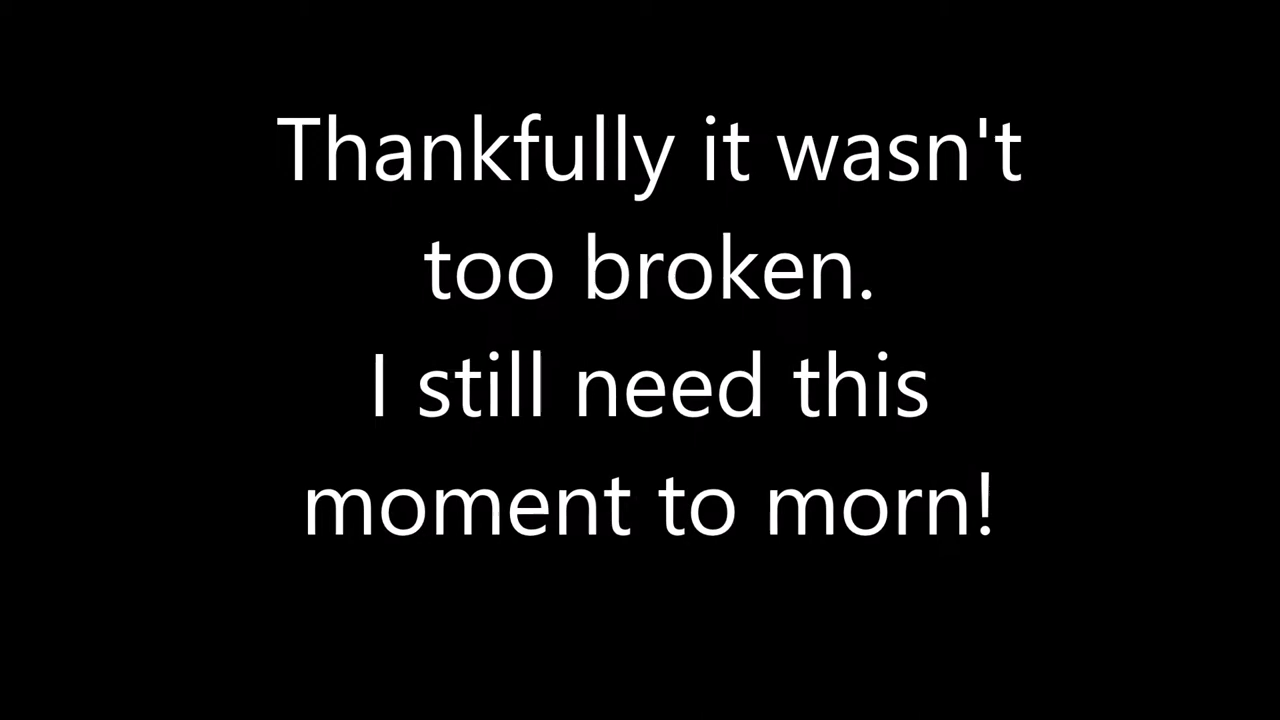 Thankfully it wasn't
too broken.
I still need this
moment to morn!